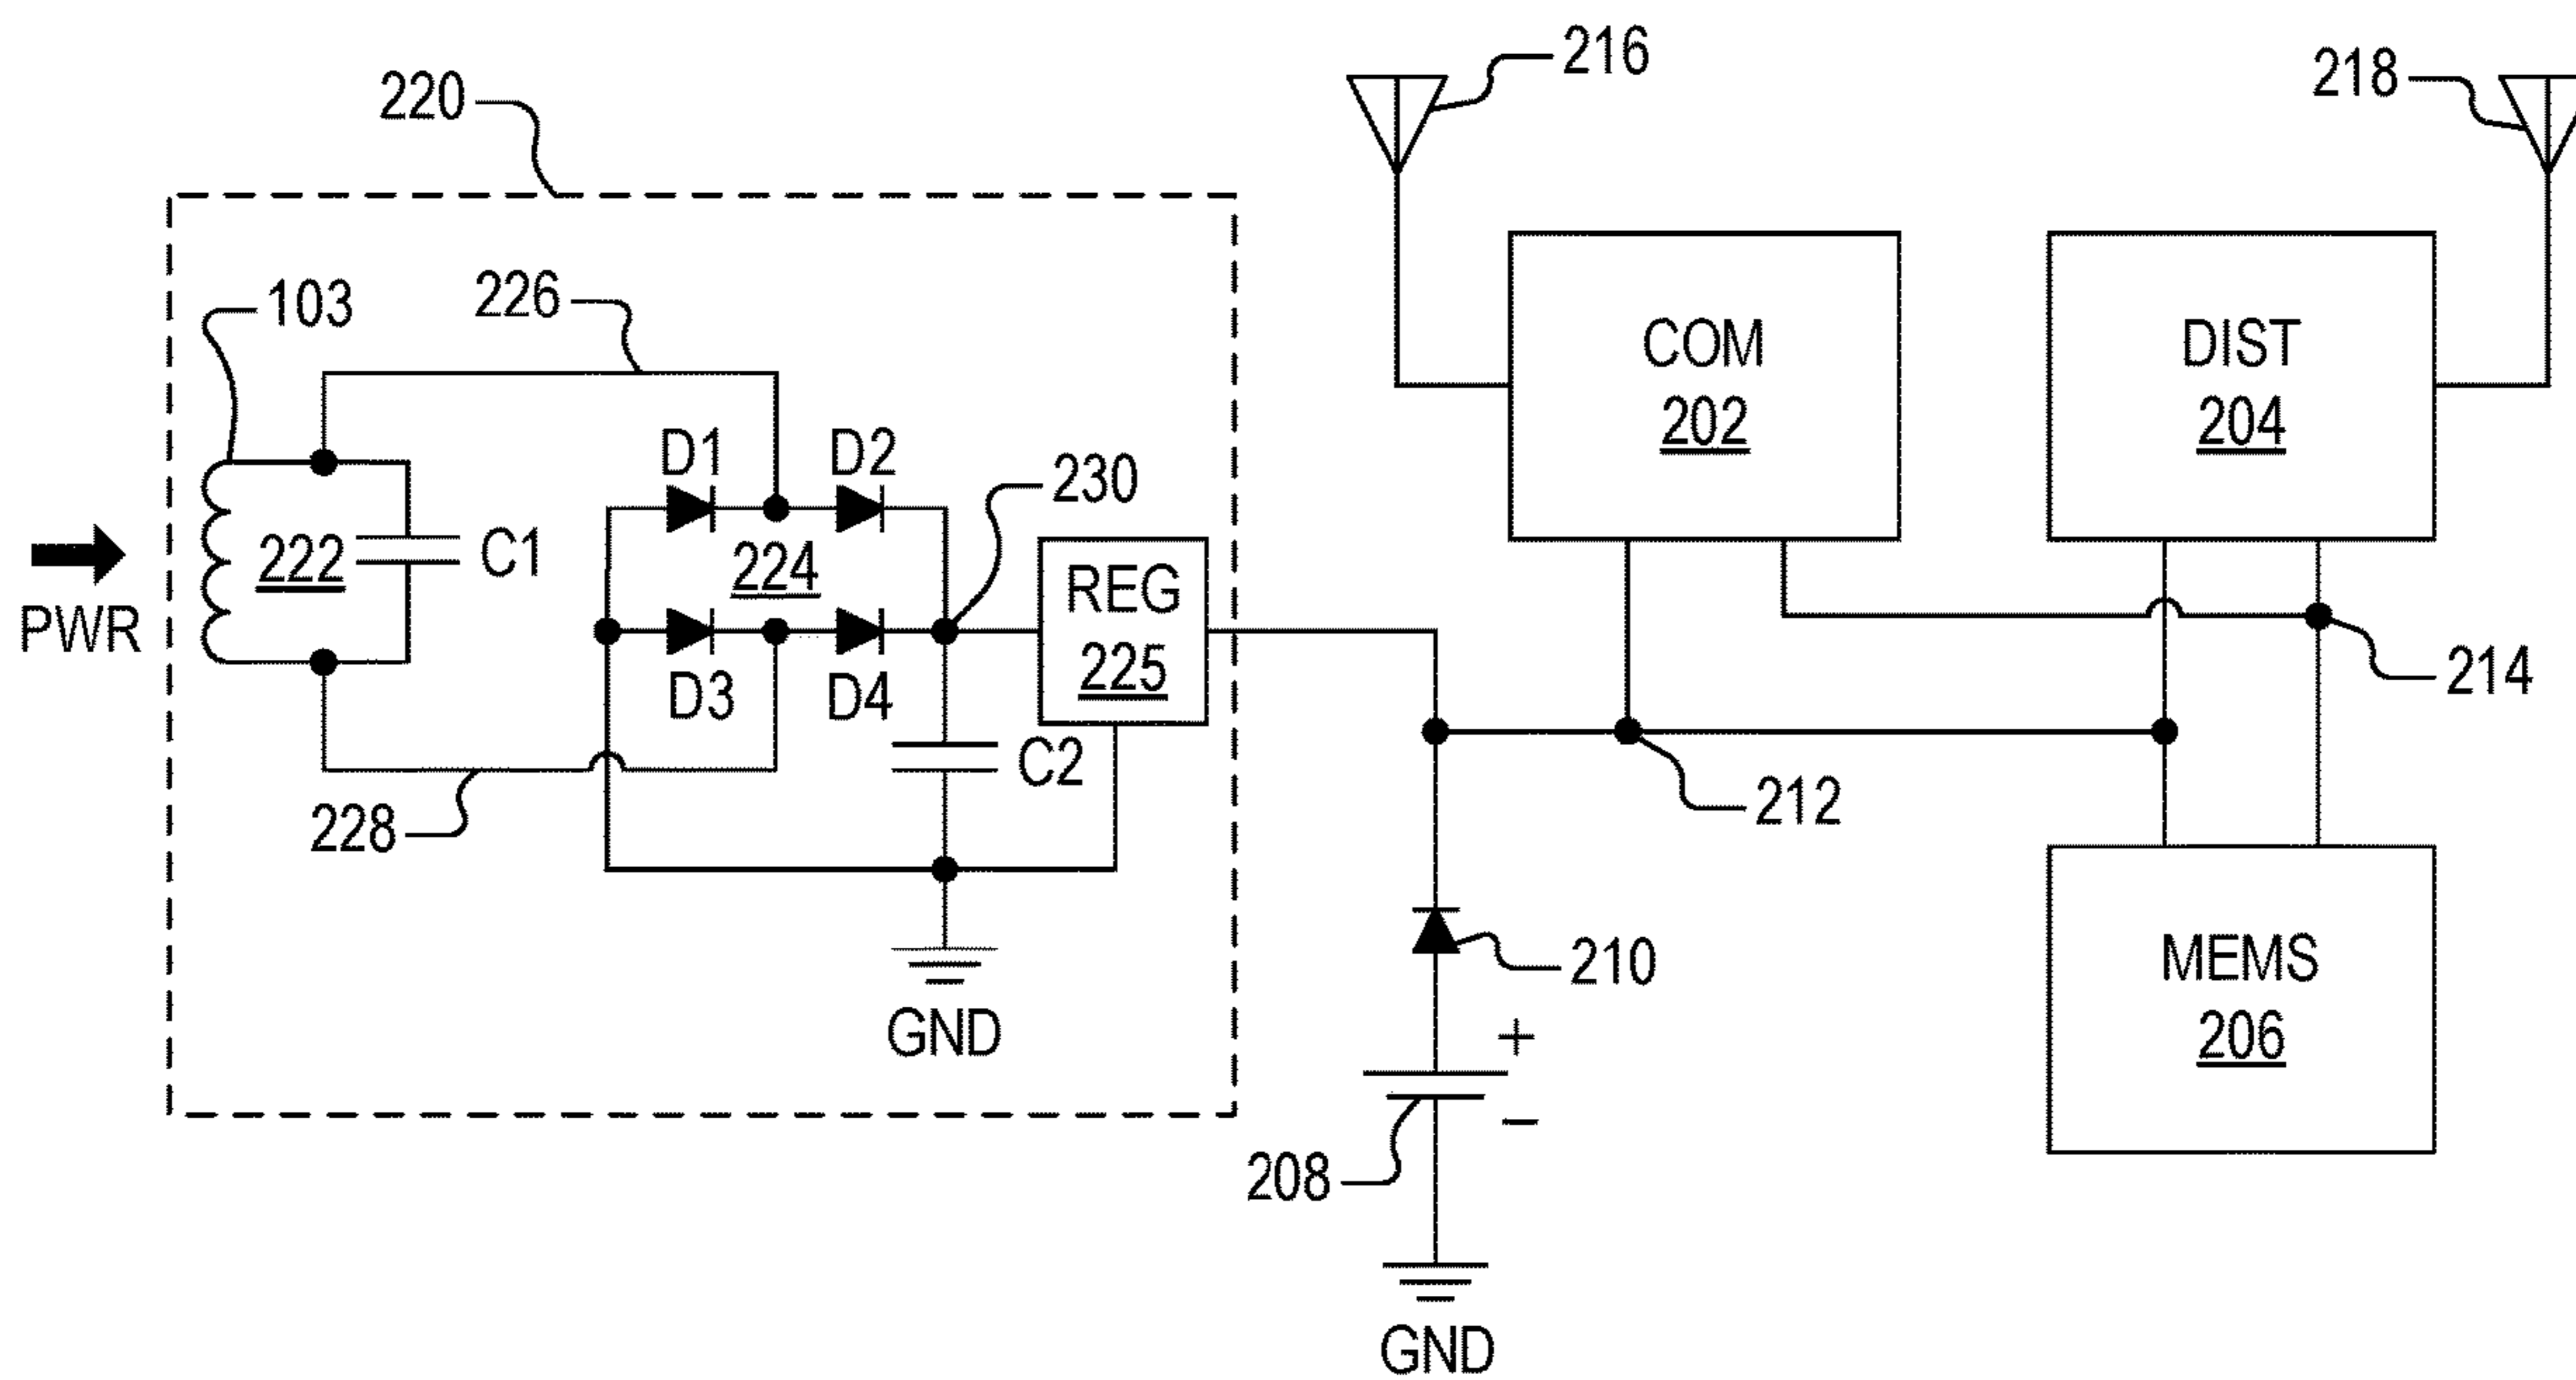 216
218
220
226
103
COM
202
DIST
204
D1
D2
230
222
C1
224
REG
225
PWR
D3
D4
214
C2
212
228
210
MEMS
206
GND
+
−
208
GND